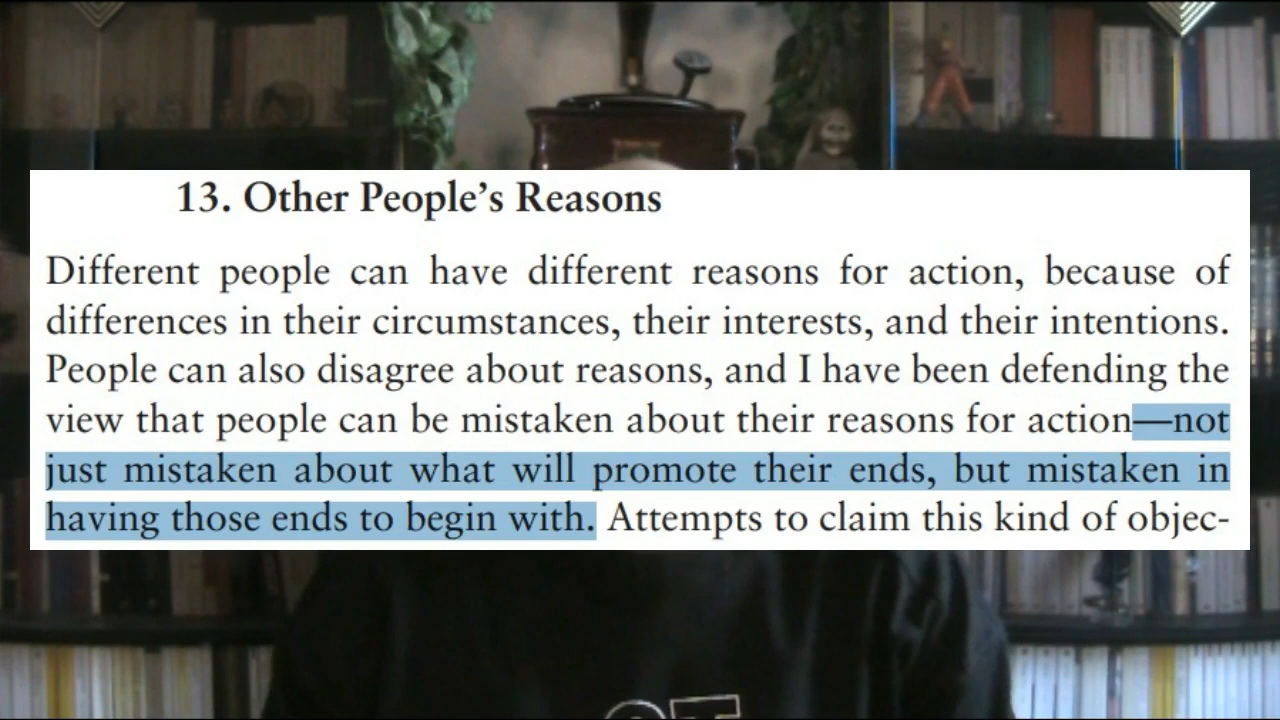 13. Other People’s Reasons
Different people can have different reasons for action, because of
differences in their circumstances, their interests, and their intentions.
People can also disagree about reasons, and I have been defending the
view that people can be mistaken about their reasons for action—not
just mistaken about what will promote their ends, but mistaken in
having those ends to begin with. Attempts to claim this kind of objec-